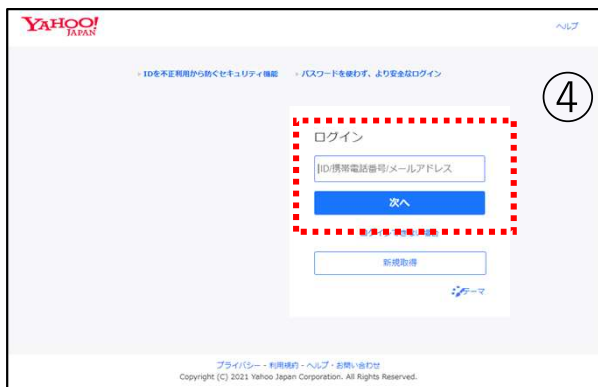 YAHOO!
JAPAN
ヘルプ
IDを不正利用から防ぐセキュリティ機能 パスワードを使わず、より安全なログイン
④
ログイン
ID/携帯電話番号/メールアドレス
次へ
新規取得
テーマ
プライバシー - 利用規約 - ヘルプ・お問い合わせ
Copyright (C) 2021 Yahoo Japan Corporation. All Rights Reserved.